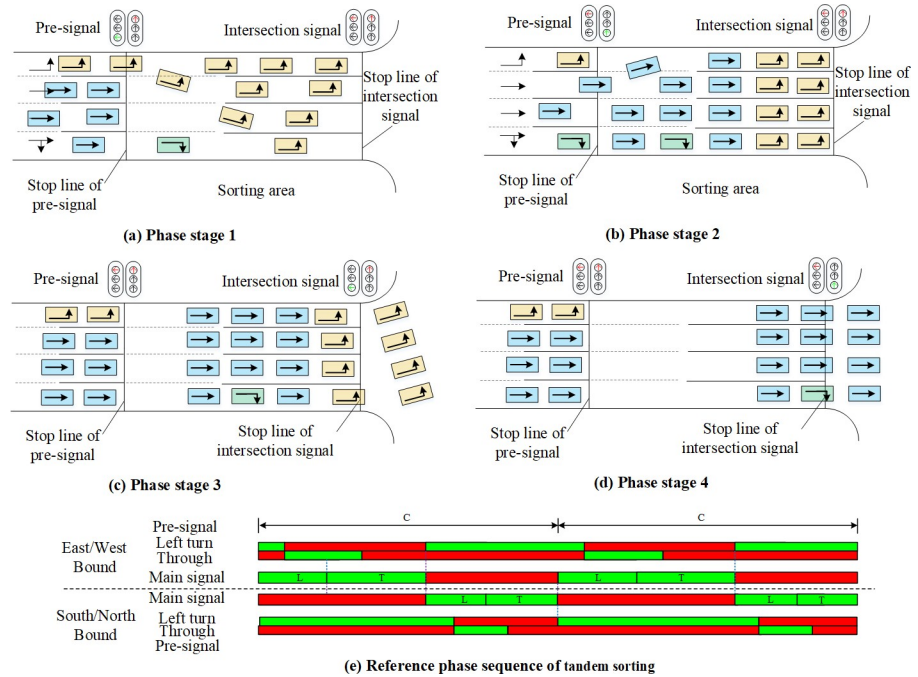 Pre-signal
Intersection signal
Stop line of
intersection
signal
Stop line of
pre-signal
Sorting area
(a) Phase stage 1
Pre-signal
Intersection signal
Stop line of
intersection
signal
Stop line of
pre-signal
Sorting area
(b) Phase stage 2
Pre-signal
Intersection signal
Stop line of
pre-signal
Stop line of
intersection signal
(c) Phase stage 3
Pre-signal
Intersection signal
Stop line of
pre-signal
Stop line of
intersection signal
(d) Phase stage 4
C C
Pre-signal
East/West
Bound
Left turn
Through
Main signal L T L T
Main signal L T L T
South/North
Bound
Left turn
Through
Pre-signal
(e) Reference phase sequence of tandem sorting